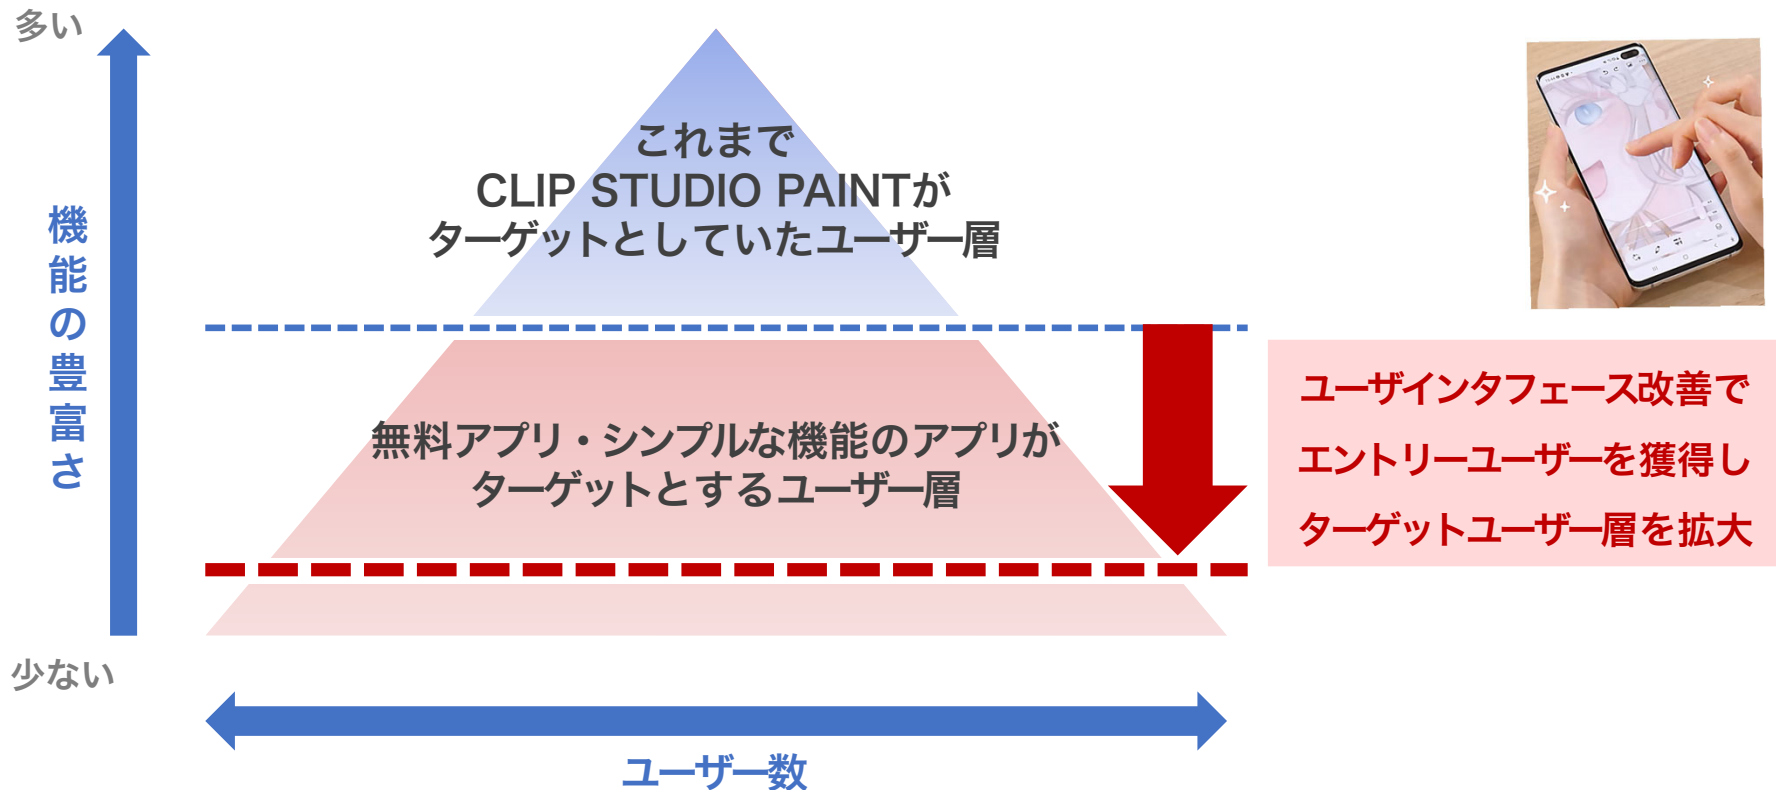 多い
機能の豊富さ
少ない
これまで
CLIP STUDIO PAINTが
ターゲットとしていたユーザー層
無料アプリ・シンプルな機能のアプリが
ターゲットとするユーザー層
ユーザインタフェース改善で
エントリーユーザーを獲得し
ターゲットユーザー層を拡大
ユーザー数